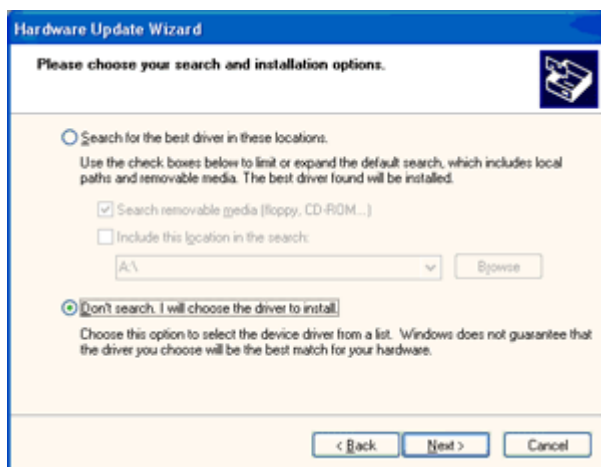 Hardware Update Wizard
Please choose your search and installation options.
Search for the best driver in these locations.
Use the check boxes below to limit or expand the default search, which includes local
paths and removable media. The best driver found will be installed.
Search removable media (floppy, CD-ROM...)
Include this location in the search:
A:\
Browse
Don't search. I will choose the driver to install.
Choose this option to select the device driver from a list. Windows does not guarantee that
the driver you choose will be the best match for your hardware.
< Back Next > Cancel